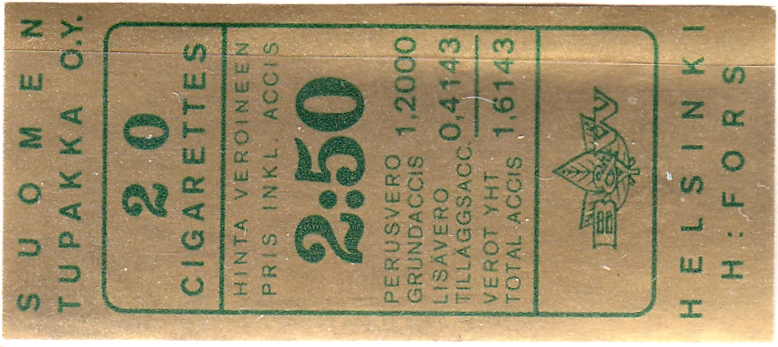 SUOMEN
TUPAKKA O.Y.
20
CIGARETTES
HINTA VEROINEEN
PRIS INKL. ACCIS
2:50
PERUSVERO
GRUNDACCIS 1,2000
LISÄVERO
TILLÄGGSACC. 0,4143
VEROT YHT
TOTAL ACCIS 1,6143
B&W
HELSINKI
H:FORS